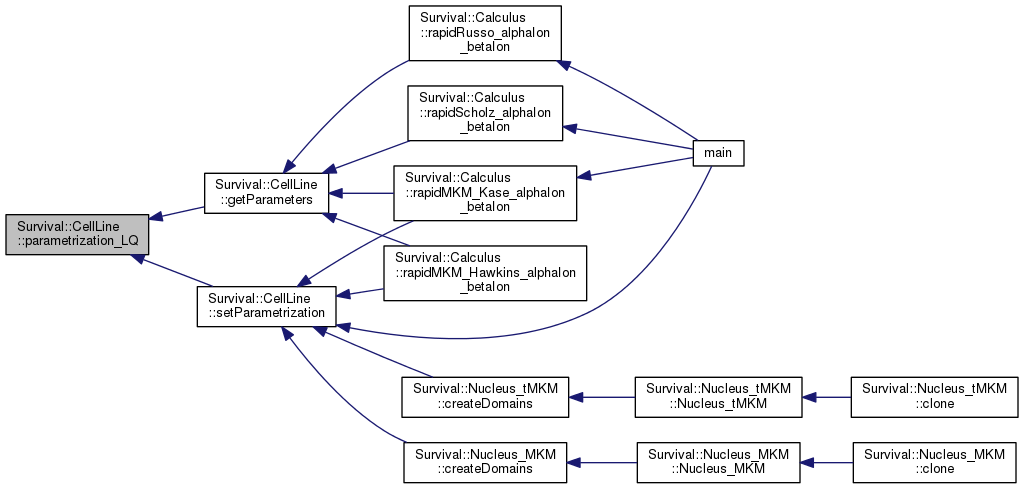 Survival::Calculus
::rapidRusso_alphaIon
_betaIon
Survival::Calculus
::rapidScholz_alphaIon
_betaIon
main
Survival::CellLine
::getParameters
Survival::Calculus
::rapidMKM_Kase_alphaIon
_betaIon
Survival::CellLine
::parametrization_LQ
Survival::Calculus
::rapidMKM_Hawkins_alphaIon
_betaIon
Survival::CellLine
::setParametrization
Survival::Nucleus_tMKM
::createDomains
Survival::Nucleus_tMKM
::Nucleus_tMKM
Survival::Nucleus_tMKM
::clone
Survival::Nucleus_MKM
::createDomains
Survival::Nucleus_MKM
::Nucleus_MKM
Survival::Nucleus_MKM
::clone